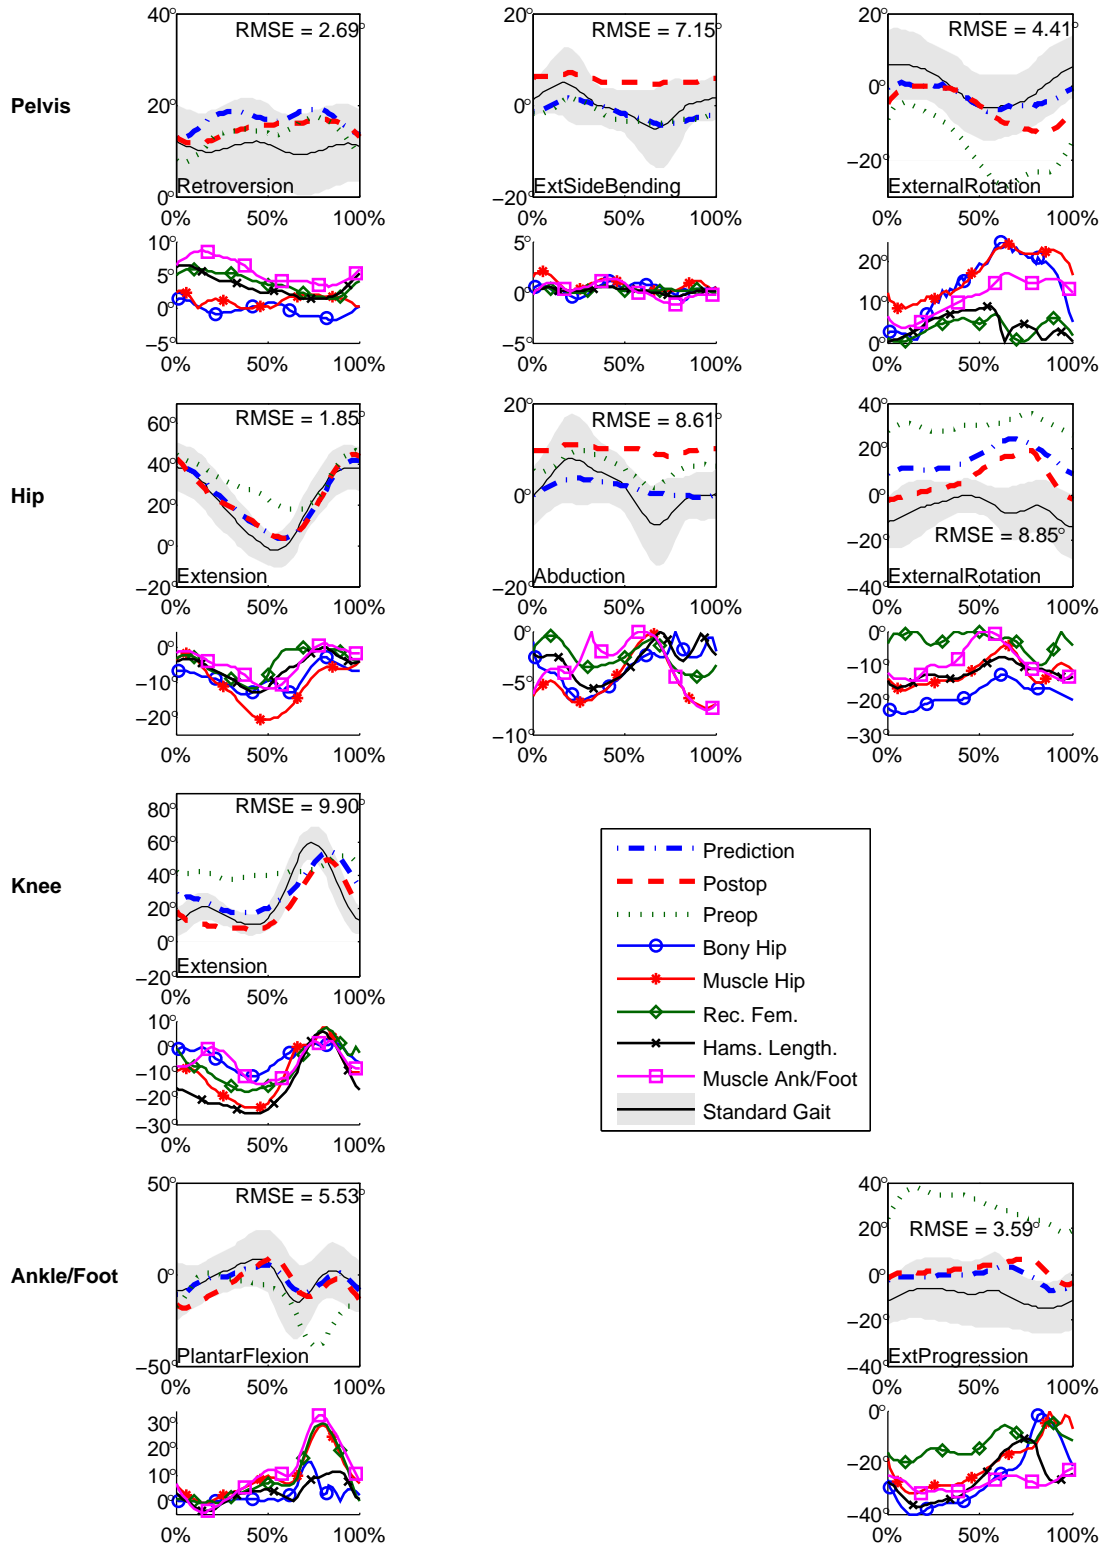 40°
20°
0°
RMSE = 2.69°
Retroversion
0% 50% 100%
20°
0°
−20°
RMSE = 7.15°
ExtSideBending
0% 50% 100%
20°
0°
−20°
RMSE = 4.41°
ExternalRotation
0% 50% 100%
Pelvis
10°
5°
0°
−5°
0% 50% 100%
5°
0°
−5°
0% 50% 100%
20°
10°
0°
0% 50% 100%
60°
40°
20°
0°
−20°
RMSE = 1.85°
Extension
0% 50% 100%
20°
0°
−20°
RMSE = 8.61°
Abduction
0% 50% 100%
40°
20°
0°
−20°
−40°
RMSE = 8.85°
ExternalRotation
0% 50% 100%
Hip
0°
−10°
−20°
0% 50% 100%
0°
−5°
−10°
0% 50% 100%
0°
−10°
−20°
−30°
0% 50% 100%
80°
60°
40°
20°
0°
−20°
RMSE = 9.90°
Extension
0% 50% 100%
Knee
10°
0°
−10°
−20°
−30°
0% 50% 100%
Prediction
Postop
Preop
Bony Hip
Muscle Hip
Rec. Fem.
Hams. Length.
Muscle Ank/Foot
Standard Gait
50°
0°
−50°
RMSE = 5.53°
PlantarFlexion
0% 50% 100%
40°
20°
0°
−20°
−40°
RMSE = 3.59°
ExtProgression
0% 50% 100%
Ankle/Foot
30°
20°
10°
0°
0% 50% 100%
0°
−20°
−40°
0% 50% 100%